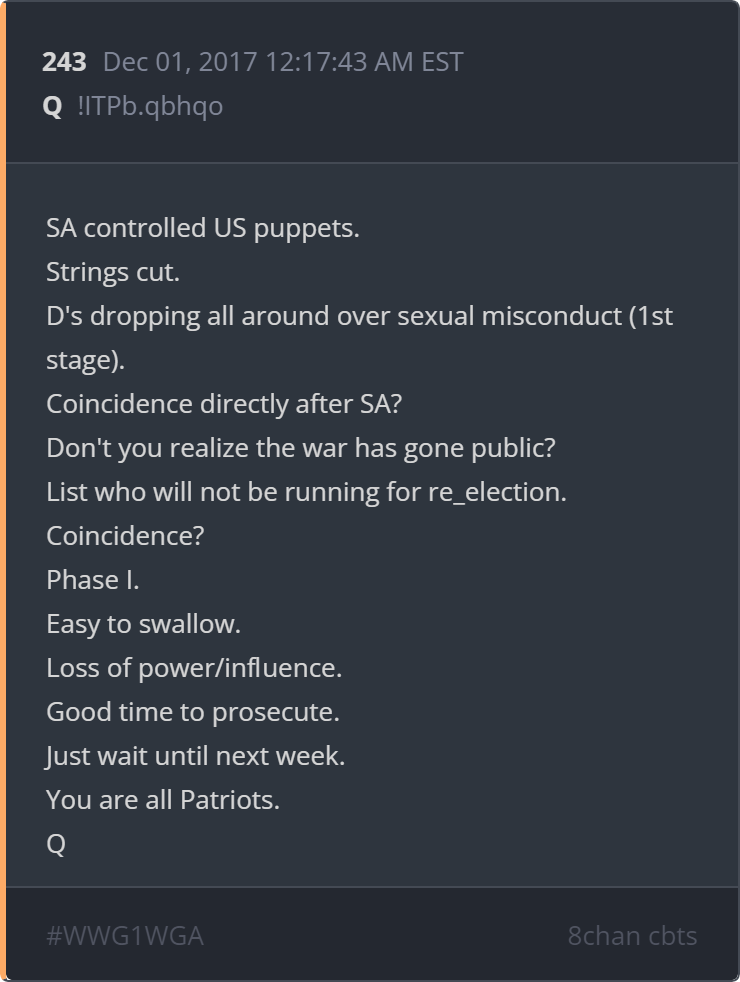 243 Dec 01, 2017 12:17:43 AM EST
Q !ITPb.qbhqo
SA controlled US puppets.
Strings cut.
D's dropping all around over sexual misconduct (1st
stage).
Coincidence directly after SA?
Don't you realize the war has gone public?
List who will not be running for re_election.
Coincidence?
Phase I.
Easy to swallow.
Loss of power/influence.
Good time to prosecute.
Just wait until next week.
You are all Patriots.
Q
#WWG1WGA 8chan cbts